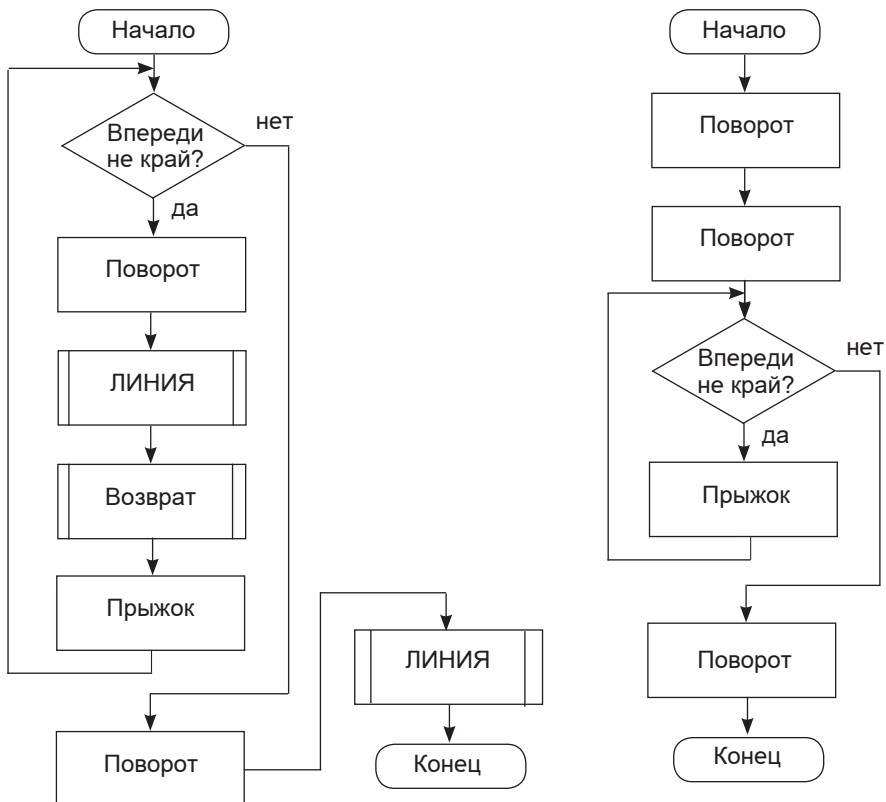 Начало
Впереди
не край?
нет
да
Поворот
ЛИНИЯ
Возврат
Прыжок
Поворот
ЛИНИЯ
Конец
Начало
Поворот
Поворот
Впереди
не край?
нет
да
Прыжок
Поворот
Конец